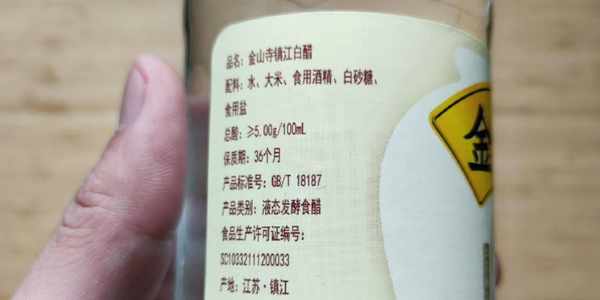 品名：金山寺镇江白醋
配料：水、大米、食用酒精、白砂糖、
食用盐
总酸：≥5.00g/100mL
保质期：36个月
产品标准号：GB/T 18187
产品类别：液态发酵食醋
食品生产许可证编号：
SC10332111200033
产地：江苏·镇江
金